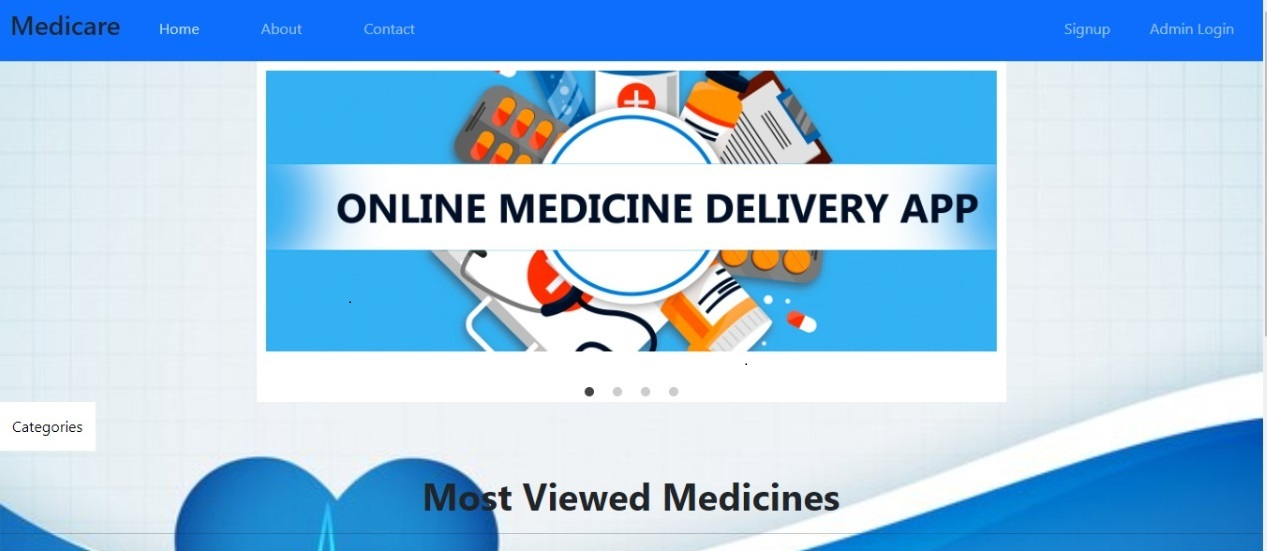 Medicare Home About Contact Signup Admin Login
ONLINE MEDICINE DELIVERY APP
Categories
Most Viewed Medicines